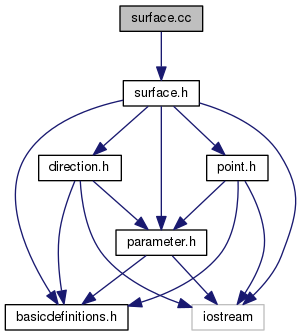 surface.cc
surface.h
direction.h
point.h
parameter.h
basicdefinitions.h
iostream